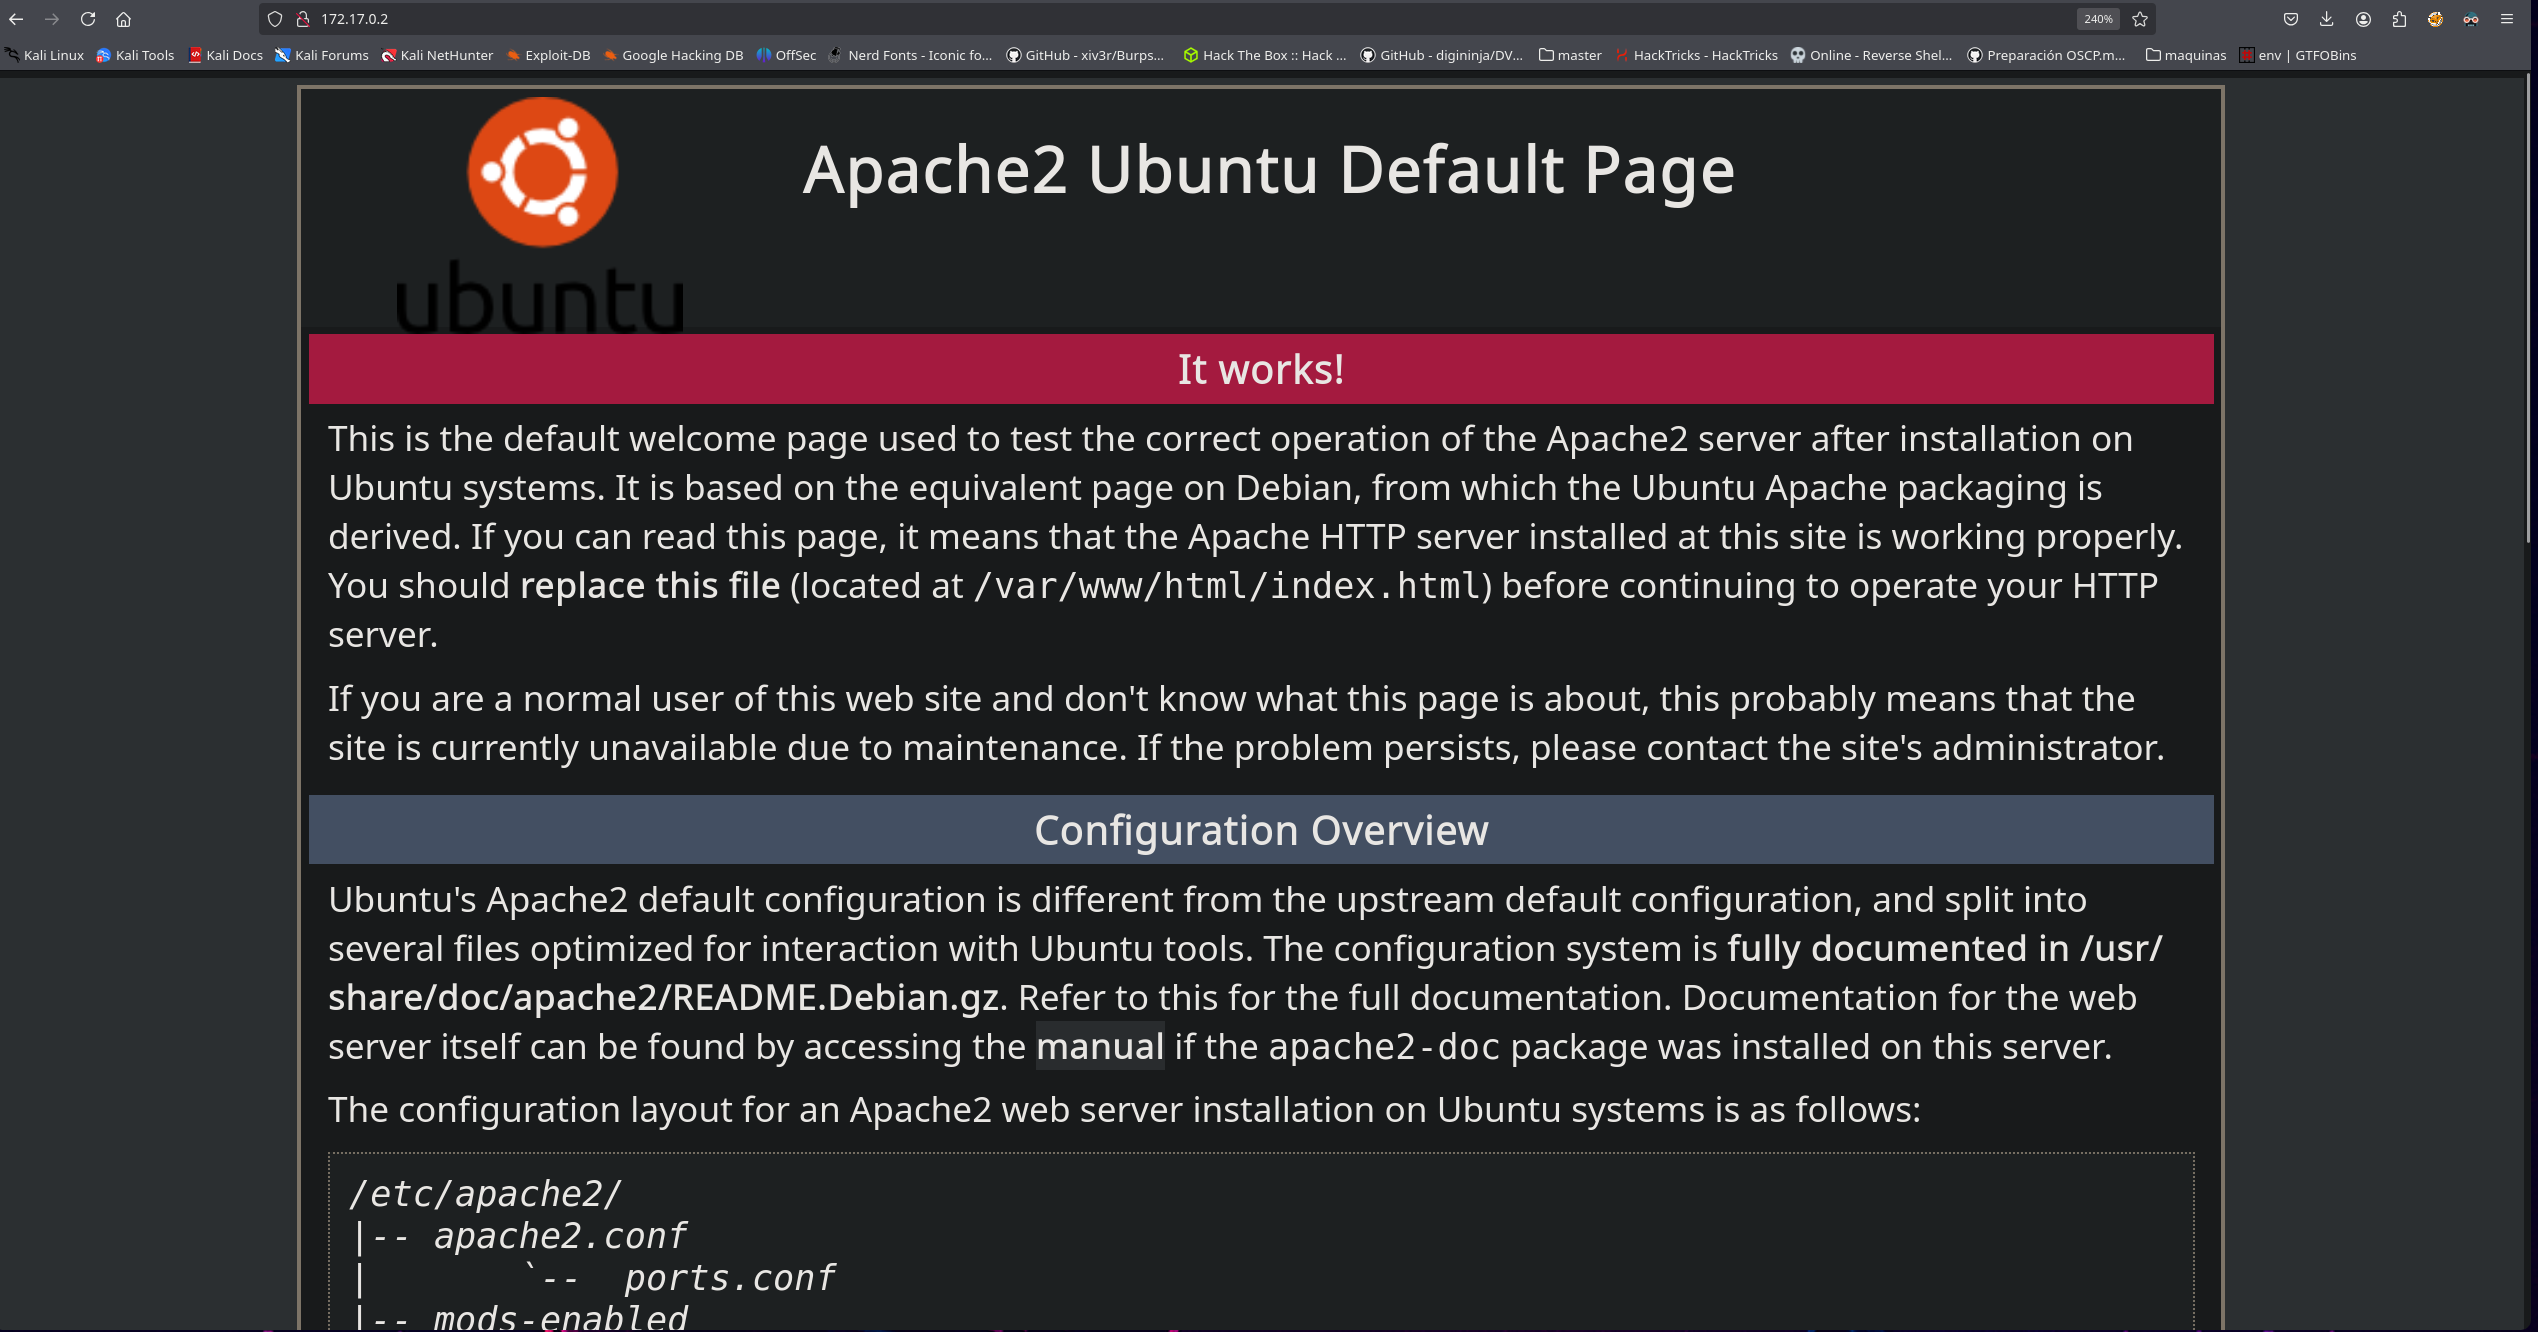 172.17.0.2
240%
Kali Linux Kali Tools Kali Docs Kali Forums Kali NetHunter Exploit-DB Google Hacking DB OffSec Nerd Fonts - Iconic fo... GitHub - xiv3r/Burps... Hack The Box :: Hack ... GitHub - digininja/DV... master HackTricks - HackTricks Online - Reverse Shel... Preparación OSCP.m... maquinas env | GTFOBins
Apache2 Ubuntu Default Page
ubuntu
It works!
This is the default welcome page used to test the correct operation of the Apache2 server after installation on
Ubuntu systems. It is based on the equivalent page on Debian, from which the Ubuntu Apache packaging is
derived. If you can read this page, it means that the Apache HTTP server installed at this site is working properly.
You should replace this file (located at /var/www/html/index.html) before continuing to operate your HTTP
server.
If you are a normal user of this web site and don't know what this page is about, this probably means that the
site is currently unavailable due to maintenance. If the problem persists, please contact the site's administrator.
Configuration Overview
Ubuntu's Apache2 default configuration is different from the upstream default configuration, and split into
several files optimized for interaction with Ubuntu tools. The configuration system is fully documented in /usr/
share/doc/apache2/README.Debian.gz. Refer to this for the full documentation. Documentation for the web
server itself can be found by accessing the manual if the apache2-doc package was installed on this server.
The configuration layout for an Apache2 web server installation on Ubuntu systems is as follows:
/etc/apache2/
|-- apache2.conf
|       `--  ports.conf
|-- mods-enabled